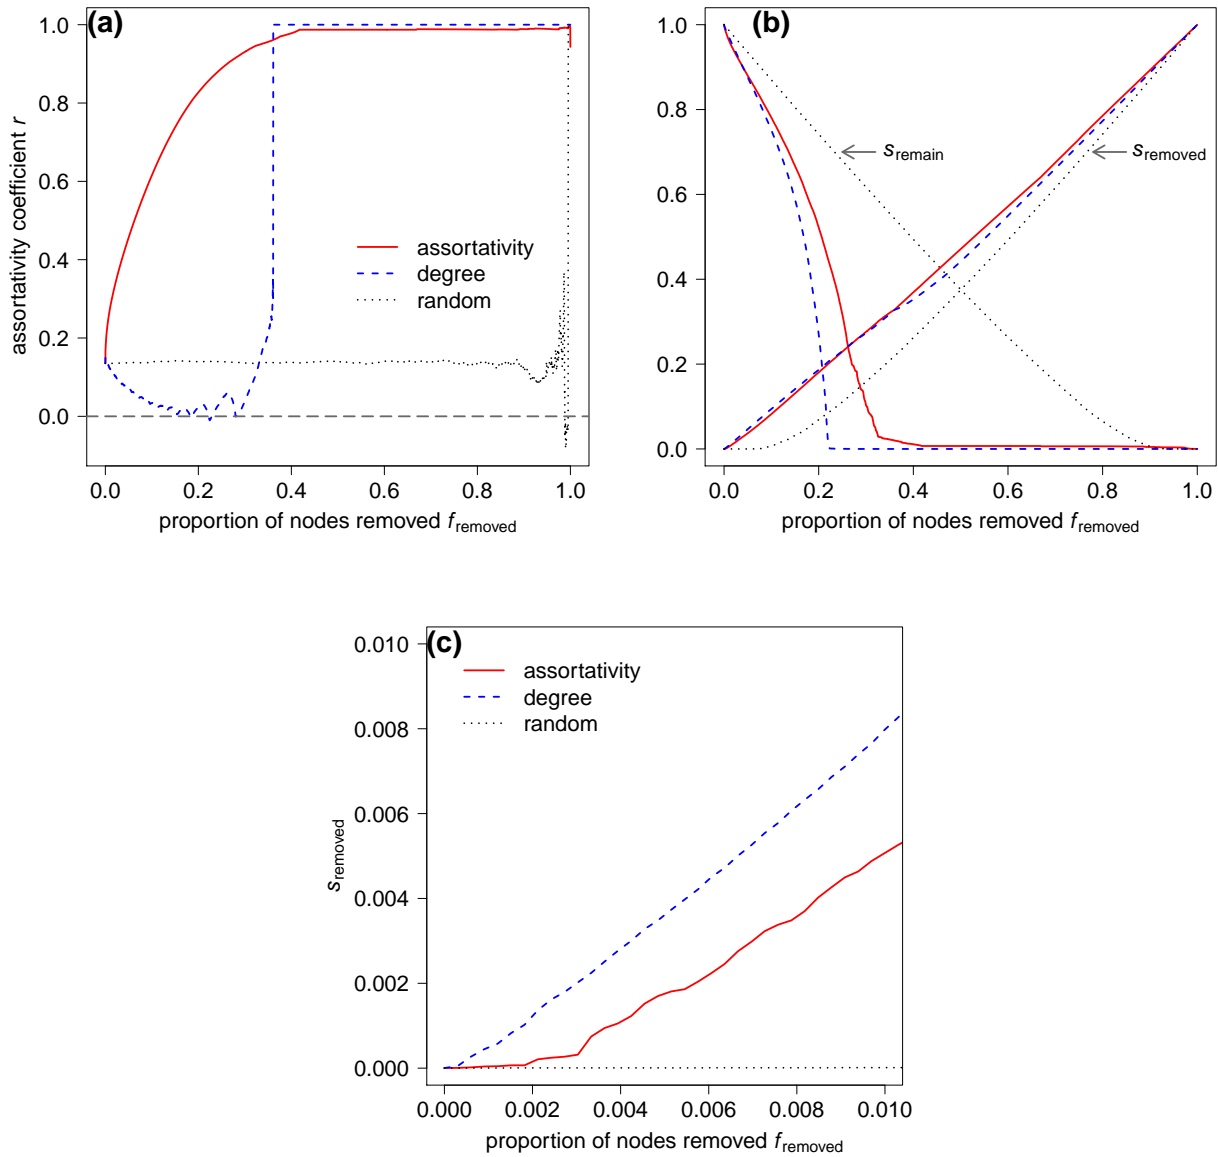 (a)
1.0
0.8
0.6
0.4
0.2
0.0
assortativity coefficient r
assortativity
degree
random
0.0 0.2 0.4 0.6 0.8 1.0
proportion of nodes removed fremoved
(b)
1.0
0.8
0.6
0.4
0.2
0.0
sremain
sremoved
0.0 0.2 0.4 0.6 0.8 1.0
proportion of nodes removed fremoved
(c)
0.010
0.008
0.006
0.004
0.002
0.000
sremoved
assortativity
degree
random
0.000 0.002 0.004 0.006 0.008 0.010
proportion of nodes removed fremoved